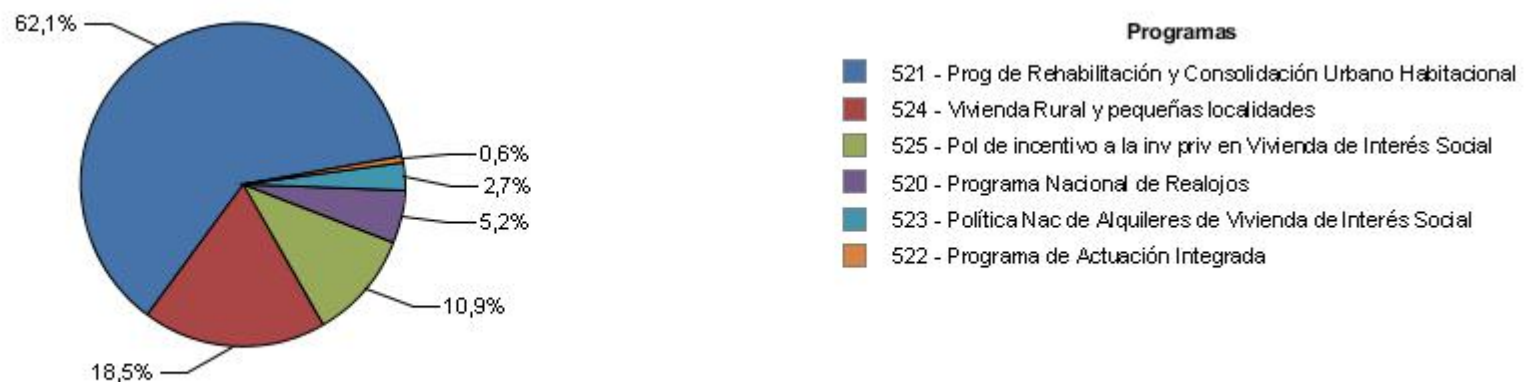 62,1%
0,6%
2,7%
5,2%
10,9%
18,5%
Programas
521 - Prog de Rehabilitación y Consolidación Urbano Habitacional
524 - Vivienda Rural y pequeñas localidades
525 - Pol de incentivo a la inv priv en Vivienda de Interés Social
520 - Programa Nacional de Realojos
523 - Política Nac de Alquileres de Vivienda de Interés Social
522 - Programa de Actuación Integrada